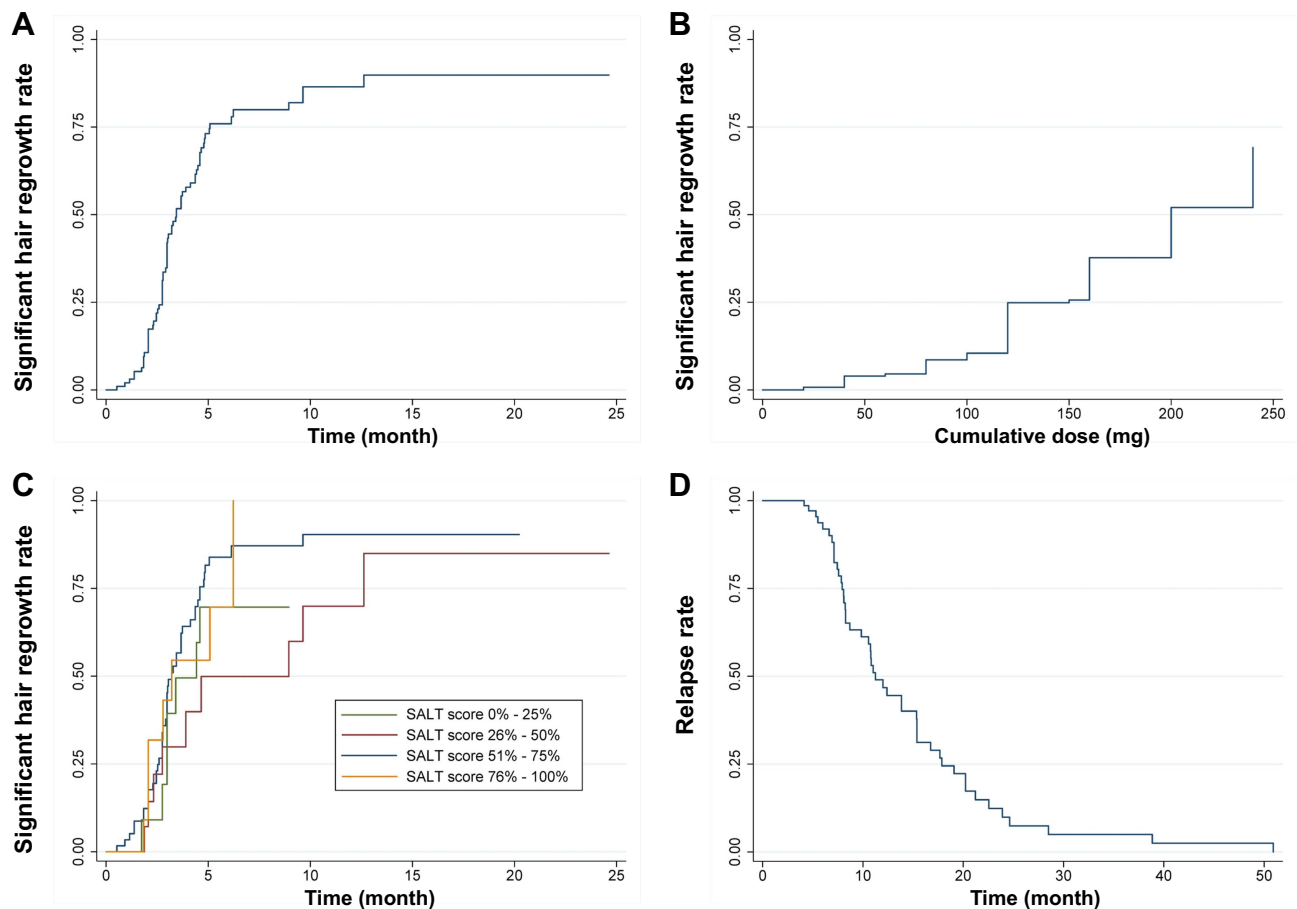 A
Significant hair regrowth rate
1.00
0.75
0.50
0.25
0.00
0 5 10 15 20 25
Time (month)
B
Significant hair regrowth rate
1.00
0.75
0.50
0.25
0.00
0 50 100 150 200 250
Cumulative dose (mg)
C
Significant hair regrowth rate
1.00
0.75
0.50
0.25
0.00
SALT score 0% - 25%
SALT score 26% - 50%
SALT score 51% - 75%
SALT score 76% - 100%
0 5 10 15 20 25
Time (month)
D
Relapse rate
1.00
0.75
0.50
0.25
0.00
0 10 20 30 40 50
Time (month)